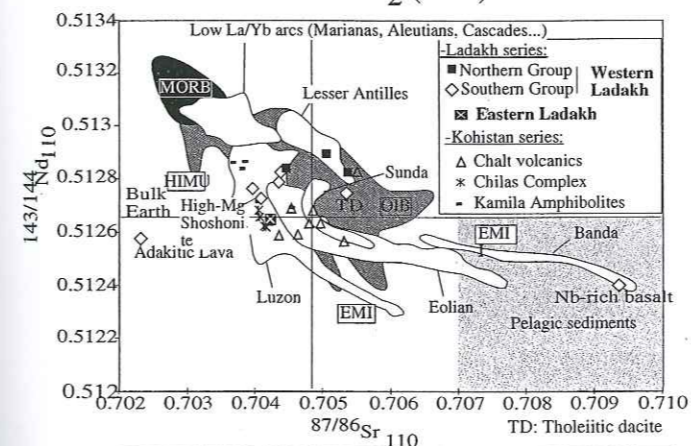 0.5134
Low La/Yb arcs (Marianas, Aleutians, Cascades...)
-Ladakh series:
Northern Group
Southern Group
Western
Ladakh
Eastern Ladakh
-Kohistan series:
Chalt volcanics
Chilas Complex
Kamila Amphibolites
0.5132
MORB
Lesser Antilles
0.513
143/144Nd110
0.5128
HIMU
Sunda
Bulk
Earth
High-Mg
Shoshoni
te
TD
OIB
0.5126
Adakitic Lava
EMI
Banda
0.5124
Luzon
EMI
Eolian
Nb-rich basalt
Pelagic sediments
0.5122
0.512
0.702 0.703 0.704 0.705 0.706 0.707 0.708 0.709 0.710
87/86Sr 110
TD: Tholeiitic dacite